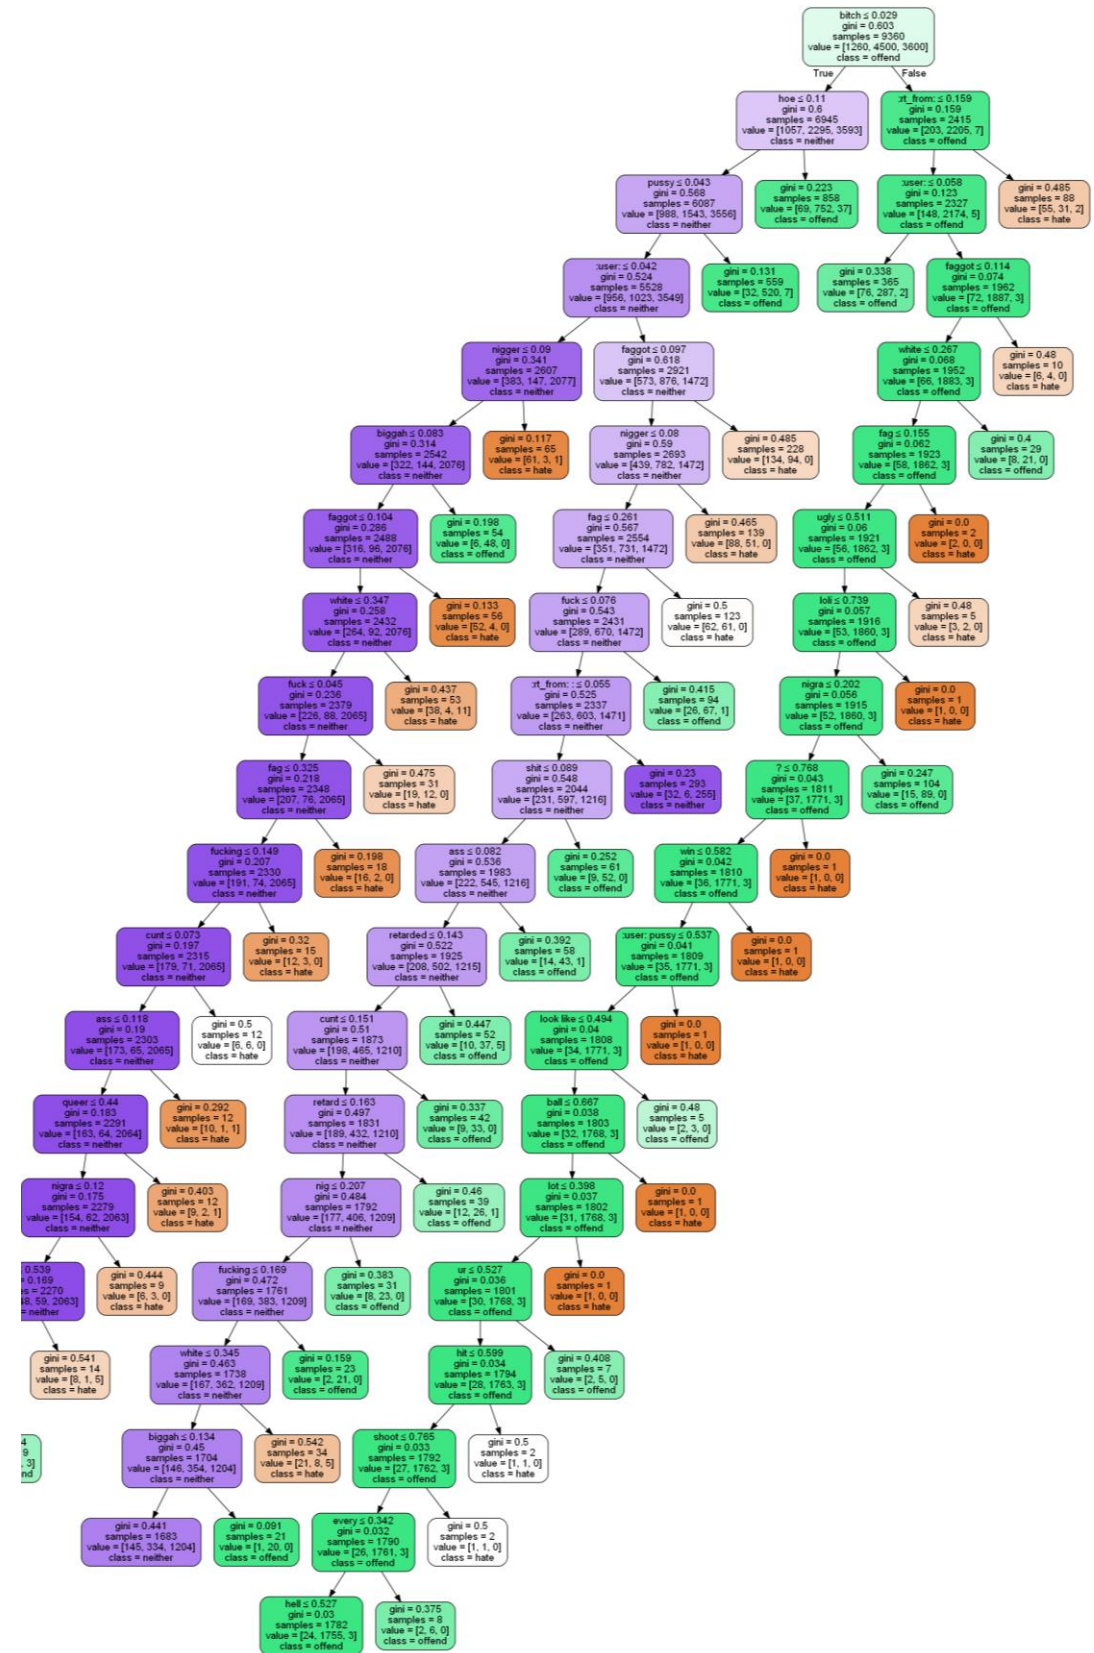 bitch ≤ 0.029
gini = 0.603
samples = 9360
value = [1260, 4500, 3600]
class = offend
True
False
hoe ≤ 0.11
gini = 0.6
samples = 6945
value = [1057, 2295, 3593]
class = neither
:rt_from: ≤ 0.159
gini = 0.159
samples = 2415
value = [203, 2205, 7]
class = offend
pussy ≤ 0.043
gini = 0.568
samples = 6087
value = [988, 1543, 3556]
class = neither
gini = 0.223
samples = 858
value = [69, 752, 37]
class = offend
:user: ≤ 0.058
gini = 0.123
samples = 2327
value = [148, 2174, 5]
class = offend
gini = 0.485
samples = 88
value = [55, 31, 2]
class = hate
:user: ≤ 0.042
gini = 0.524
samples = 5528
value = [956, 1023, 3549]
class = neither
gini = 0.131
samples = 559
value = [32, 520, 7]
class = offend
gini = 0.338
samples = 365
value = [76, 287, 2]
class = offend
faggot ≤ 0.114
gini = 0.074
samples = 1962
value = [72, 1887, 3]
class = offend
nigger ≤ 0.09
gini = 0.341
samples = 2607
value = [383, 147, 2077]
class = neither
faggot ≤ 0.097
gini = 0.618
samples = 2921
value = [573, 876, 1472]
class = neither
white ≤ 0.267
gini = 0.068
samples = 1952
value = [66, 1883, 3]
class = offend
gini = 0.48
samples = 10
value = [6, 4, 0]
class = hate
biggah ≤ 0.083
gini = 0.314
samples = 2542
value = [322, 144, 2076]
class = neither
gini = 0.117
samples = 65
value = [61, 3, 1]
class = hate
nigger ≤ 0.08
gini = 0.59
samples = 2693
value = [439, 782, 1472]
class = neither
gini = 0.485
samples = 228
value = [134, 94, 0]
class = hate
fag ≤ 0.155
gini = 0.062
samples = 1923
value = [58, 1862, 3]
class = offend
gini = 0.4
samples = 29
value = [8, 21, 0]
class = offend
faggot ≤ 0.104
gini = 0.286
samples = 2488
value = [316, 96, 2076]
class = neither
gini = 0.198
samples = 54
value = [6, 48, 0]
class = offend
fag ≤ 0.261
gini = 0.567
samples = 2554
value = [351, 731, 1472]
class = neither
gini = 0.465
samples = 139
value = [88, 51, 0]
class = hate
ugly ≤ 0.511
gini = 0.06
samples = 1921
value = [56, 1862, 3]
class = offend
gini = 0.0
samples = 2
value = [2, 0, 0]
class = hate
white ≤ 0.347
gini = 0.258
samples = 2432
value = [264, 92, 2076]
class = neither
gini = 0.133
samples = 56
value = [52, 4, 0]
class = hate
fuck ≤ 0.076
gini = 0.543
samples = 2431
value = [289, 670, 1472]
class = neither
gini = 0.5
samples = 123
value = [62, 61, 0]
class = hate
loli ≤ 0.739
gini = 0.057
samples = 1916
value = [53, 1860, 3]
class = offend
gini = 0.48
samples = 5
value = [3, 2, 0]
class = hate
fuck ≤ 0.045
gini = 0.236
samples = 2379
value = [226, 88, 2065]
class = neither
gini = 0.437
samples = 53
value = [38, 4, 11]
class = hate
:rt_from: : ≤ 0.055
gini = 0.525
samples = 2337
value = [263, 603, 1471]
class = neither
gini = 0.415
samples = 94
value = [26, 67, 1]
class = offend
nigra ≤ 0.202
gini = 0.056
samples = 1915
value = [52, 1860, 3]
class = offend
gini = 0.0
samples = 1
value = [1, 0, 0]
class = hate
fag ≤ 0.325
gini = 0.218
samples = 2348
value = [207, 76, 2065]
class = neither
gini = 0.475
samples = 31
value = [19, 12, 0]
class = hate
shit ≤ 0.089
gini = 0.548
samples = 2044
value = [231, 597, 1216]
class = neither
gini = 0.23
samples = 293
value = [32, 6, 255]
class = neither
? ≤ 0.768
gini = 0.043
samples = 1811
value = [37, 1771, 3]
class = offend
gini = 0.247
samples = 104
value = [15, 89, 0]
class = offend
fucking ≤ 0.149
gini = 0.207
samples = 2330
value = [191, 74, 2065]
class = neither
gini = 0.198
samples = 18
value = [16, 2, 0]
class = hate
ass ≤ 0.082
gini = 0.536
samples = 1983
value = [222, 545, 1216]
class = neither
gini = 0.252
samples = 61
value = [9, 52, 0]
class = offend
win ≤ 0.582
gini = 0.042
samples = 1810
value = [36, 1771, 3]
class = offend
gini = 0.0
samples = 1
value = [1, 0, 0]
class = hate
cunt ≤ 0.073
gini = 0.197
samples = 2315
value = [179, 71, 2065]
class = neither
gini = 0.32
samples = 15
value = [12, 3, 0]
class = hate
retarded ≤ 0.143
gini = 0.522
samples = 1925
value = [208, 502, 1215]
class = neither
gini = 0.392
samples = 58
value = [14, 43, 1]
class = offend
:user: pussy ≤ 0.537
gini = 0.041
samples = 1809
value = [35, 1771, 3]
class = offend
gini = 0.0
samples = 1
value = [1, 0, 0]
class = hate
ass ≤ 0.118
gini = 0.19
samples = 2303
value = [173, 65, 2065]
class = neither
gini = 0.5
samples = 12
value = [6, 6, 0]
class = hate
cunt ≤ 0.151
gini = 0.51
samples = 1873
value = [198, 465, 1210]
class = neither
gini = 0.447
samples = 52
value = [10, 37, 5]
class = offend
look like ≤ 0.494
gini = 0.04
samples = 1808
value = [34, 1771, 3]
class = offend
gini = 0.0
samples = 1
value = [1, 0, 0]
class = hate
queer ≤ 0.44
gini = 0.183
samples = 2291
value = [163, 64, 2064]
class = neither
gini = 0.292
samples = 12
value = [10, 1, 1]
class = hate
retard ≤ 0.163
gini = 0.497
samples = 1831
value = [189, 432, 1210]
class = neither
gini = 0.337
samples = 42
value = [9, 33, 0]
class = offend
ball ≤ 0.667
gini = 0.038
samples = 1803
value = [32, 1768, 3]
class = offend
gini = 0.48
samples = 5
value = [2, 3, 0]
class = offend
nigra ≤ 0.12
gini = 0.175
samples = 2279
value = [154, 62, 2063]
class = neither
gini = 0.403
samples = 12
value = [9, 2, 1]
class = hate
nig ≤ 0.207
gini = 0.484
samples = 1792
value = [177, 406, 1209]
class = neither
gini = 0.46
samples = 39
value = [12, 26, 1]
class = offend
lot ≤ 0.398
gini = 0.037
samples = 1802
value = [31, 1768, 3]
class = offend
gini = 0.0
samples = 1
value = [1, 0, 0]
class = hate
0.539
= 0.169
es = 2270
48, 59, 2063]
= neither
gini = 0.444
samples = 9
value = [6, 3, 0]
class = hate
fucking ≤ 0.169
gini = 0.472
samples = 1761
value = [169, 383, 1209]
class = neither
gini = 0.383
samples = 31
value = [8, 23, 0]
class = offend
ur ≤ 0.527
gini = 0.036
samples = 1801
value = [30, 1768, 3]
class = offend
gini = 0.0
samples = 1
value = [1, 0, 0]
class = hate
gini = 0.541
samples = 14
value = [8, 1, 5]
class = hate
white ≤ 0.345
gini = 0.463
samples = 1738
value = [167, 362, 1209]
class = neither
gini = 0.159
samples = 23
value = [2, 21, 0]
class = offend
hit ≤ 0.599
gini = 0.034
samples = 1794
value = [28, 1763, 3]
class = offend
gini = 0.408
samples = 7
value = [2, 5, 0]
class = offend
4
9
, 3]
nd
biggah ≤ 0.134
gini = 0.45
samples = 1704
value = [146, 354, 1204]
class = neither
gini = 0.542
samples = 34
value = [21, 8, 5]
class = hate
shoot ≤ 0.765
gini = 0.033
samples = 1792
value = [27, 1762, 3]
class = offend
gini = 0.5
samples = 2
value = [1, 1, 0]
class = hate
gini = 0.441
samples = 1683
value = [145, 334, 1204]
class = neither
gini = 0.091
samples = 21
value = [1, 20, 0]
class = offend
every ≤ 0.342
gini = 0.032
samples = 1790
value = [26, 1761, 3]
class = offend
gini = 0.5
samples = 2
value = [1, 1, 0]
class = hate
hell ≤ 0.527
gini = 0.03
samples = 1782
value = [24, 1755, 3]
class = offend
gini = 0.375
samples = 8
value = [2, 6, 0]
class = offend